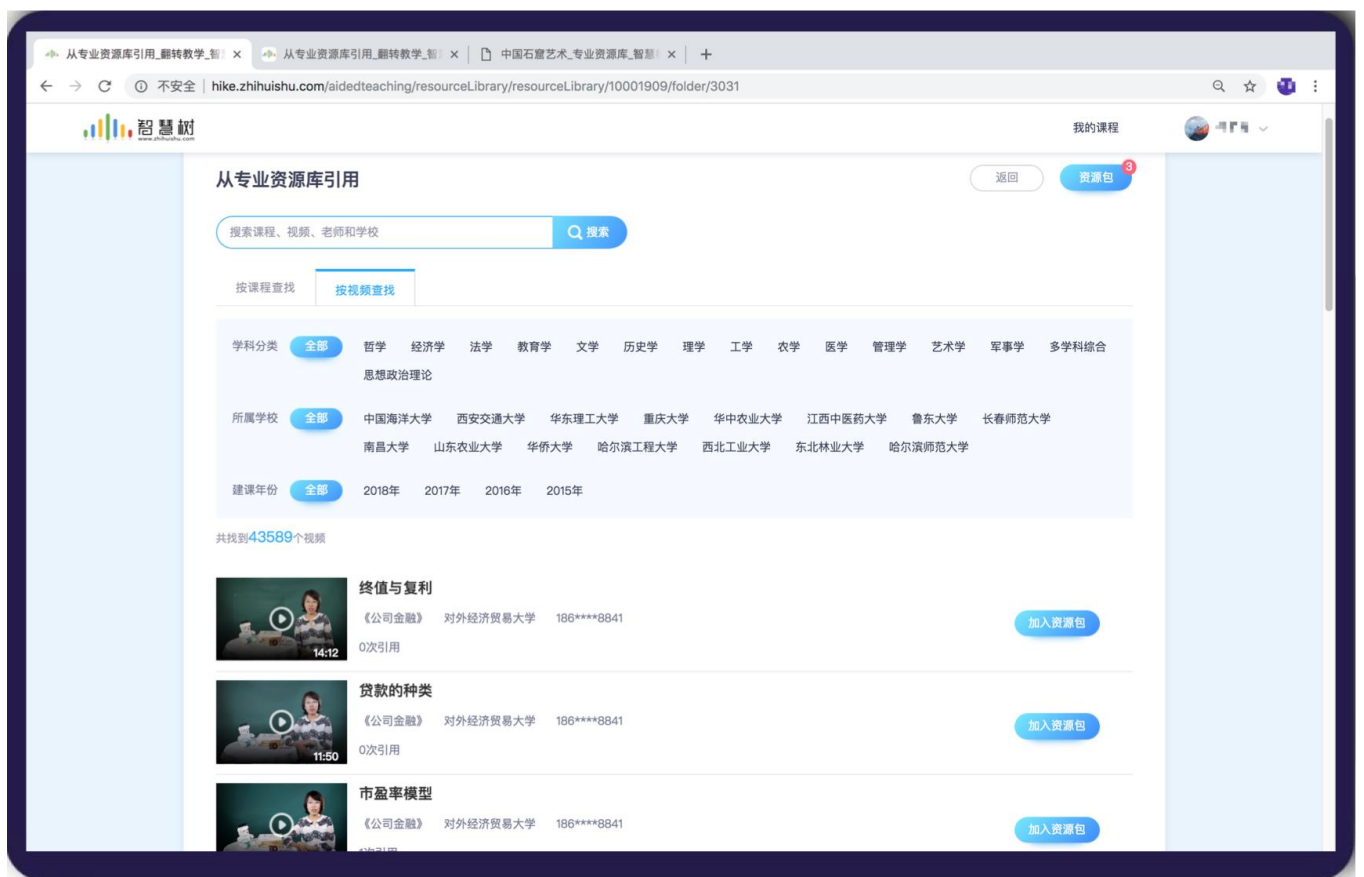 从专业资源库引用_翻转教学_智 × 从专业资源库引用_翻转教学_智 × 中国石窟艺术_专业资源库_智慧 × +
不安全 | hike.zhihuishu.com/aidedteaching/resourceLibrary/resourceLibrary/10001909/folder/3031
智慧树 我的课程
www.zhihuishu.com
从专业资源库引用 返回 资源包 3
搜索课程、视频、老师和学校 搜索
按课程查找 按视频查找
学科分类 全部 哲学 经济学 法学 教育学 文学 历史学 理学 工学 农学 医学 管理学 艺术学 军事学 多学科综合
思想政治理论
所属学校 全部 中国海洋大学 西安交通大学 华东理工大学 重庆大学 华中农业大学 江西中医药大学 鲁东大学 长春师范大学
南昌大学 山东农业大学 华侨大学 哈尔滨工程大学 西北工业大学 东北林业大学 哈尔滨师范大学
建课年份 全部 2018年 2017年 2016年 2015年
共找到43589个视频
终值与复利
《公司金融》 对外经济贸易大学 186****8841 加入资源包
14:12 0次引用
贷款的种类
《公司金融》 对外经济贸易大学 186****8841 加入资源包
11:50 0次引用
市盈率模型
《公司金融》 对外经济贸易大学 186****8841 加入资源包